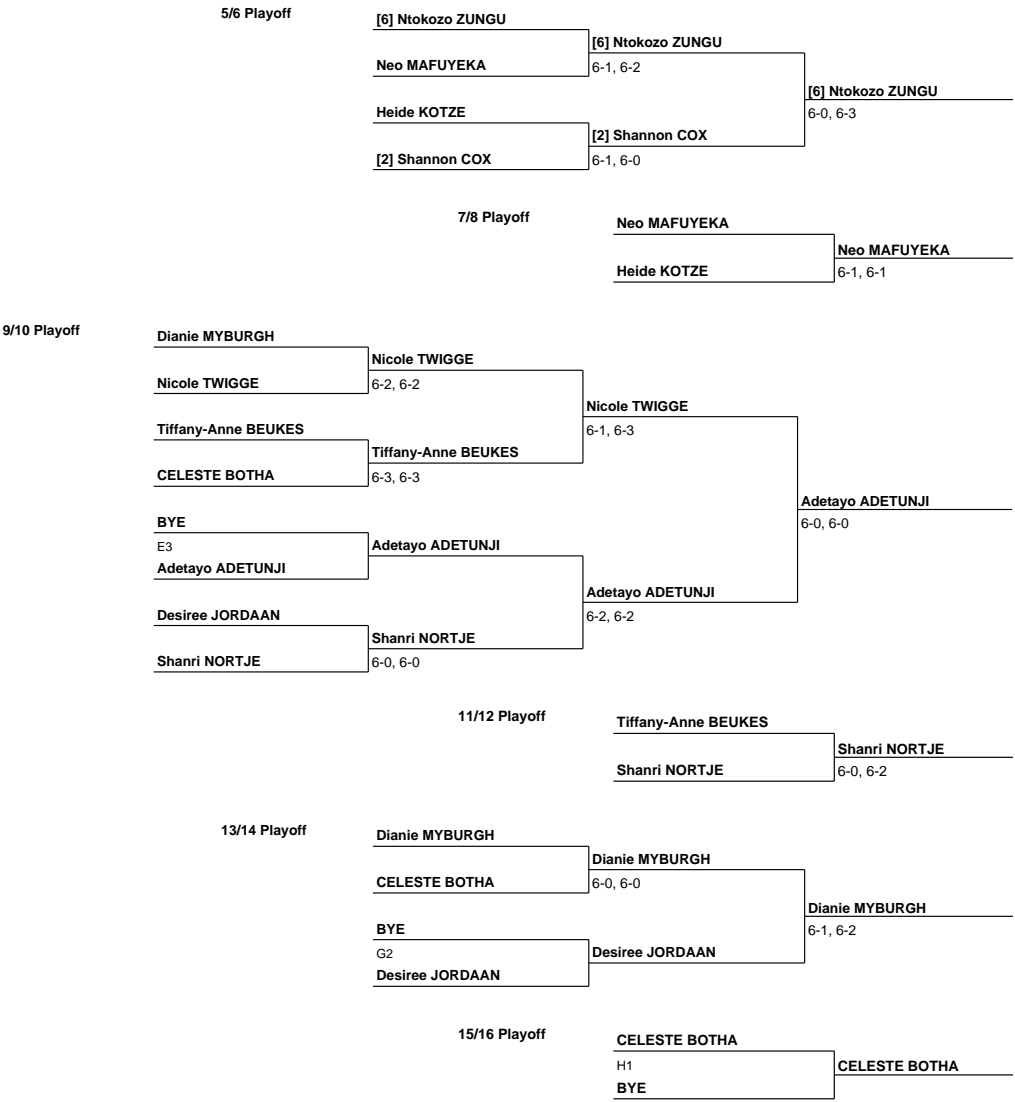 5/6 Playoff
[6] Ntokozo ZUNGU
[6] Ntokozo ZUNGU
Neo MAFUYEKA
6-1, 6-2
[6] Ntokozo ZUNGU
Heide KOTZE
6-0, 6-3
[2] Shannon COX
[2] Shannon COX
6-1, 6-0
7/8 Playoff
Neo MAFUYEKA
Neo MAFUYEKA
Heide KOTZE
6-1, 6-1
9/10 Playoff
Dianie MYBURGH
Nicole TWIGGE
Nicole TWIGGE
6-2, 6-2
Nicole TWIGGE
Tiffany-Anne BEUKES
6-1, 6-3
Tiffany-Anne BEUKES
CELESTE BOTHA
6-3, 6-3
Adetayo ADETUNJI
BYE
6-0, 6-0
E3
Adetayo ADETUNJI
Adetayo ADETUNJI
Adetayo ADETUNJI
Desiree JORDAAN
6-2, 6-2
Shanri NORTJE
Shanri NORTJE
6-0, 6-0
11/12 Playoff
Tiffany-Anne BEUKES
Shanri NORTJE
Shanri NORTJE
6-0, 6-2
13/14 Playoff
Dianie MYBURGH
Dianie MYBURGH
CELESTE BOTHA
6-0, 6-0
Dianie MYBURGH
BYE
6-1, 6-2
G2
Desiree JORDAAN
Desiree JORDAAN
15/16 Playoff
CELESTE BOTHA
H1
CELESTE BOTHA
BYE